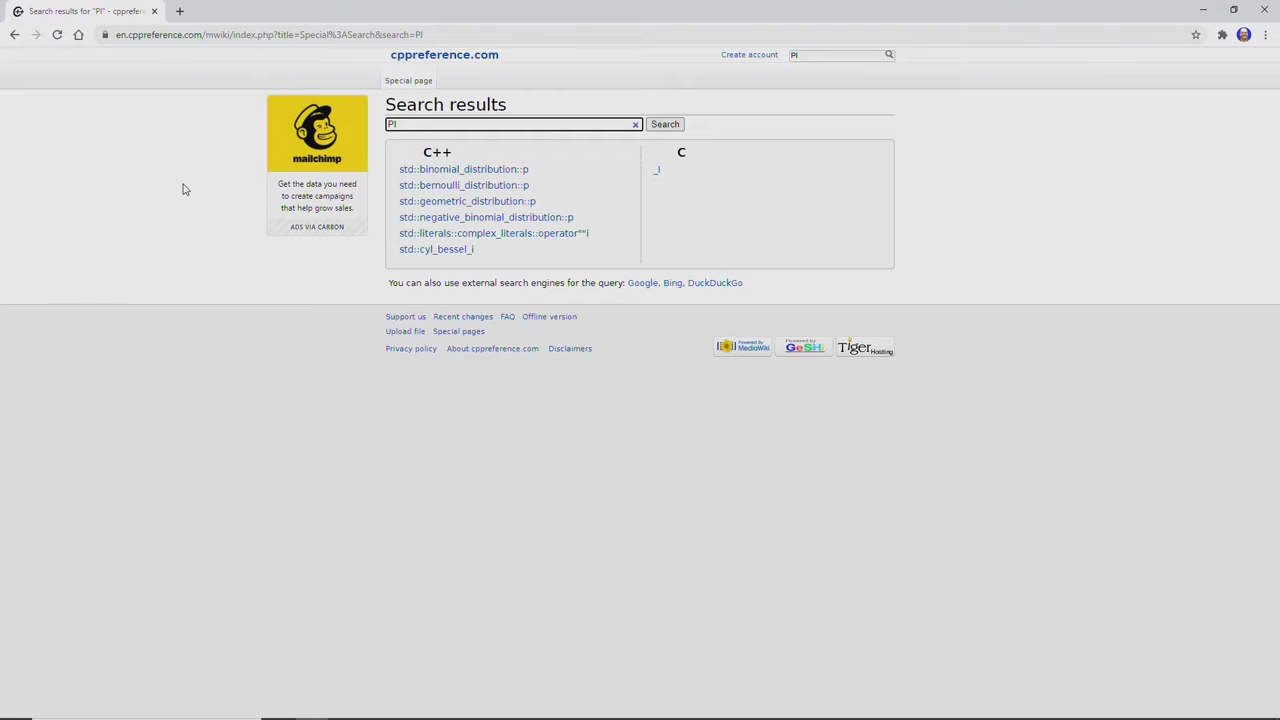 Search results for "PI" - cpprefere
en.cppreference.com/mwiki/index.php?title=Special%3ASearch&search=PI
cppreference.com
Create account
PI
Special page
Search results
PI
Search
mailchimp
Get the data you need
to create campaigns
that help grow sales.
ADS VIA CARBON
C++
std::binomial_distribution::p
std::bernoulli_distribution::p
std::geometric_distribution::p
std::negative_binomial_distribution::p
std::literals::complex_literals::operator""i
std::cyl_bessel_i
C
_I
You can also use external search engines for the query: Google, Bing, DuckDuckGo
Support us Recent changes FAQ Offline version
Upload file Special pages
Privacy policy About cppreference.com Disclaimers
Powered By
MediaWiki
Powered by
GeSHi
Tiger
Hosting